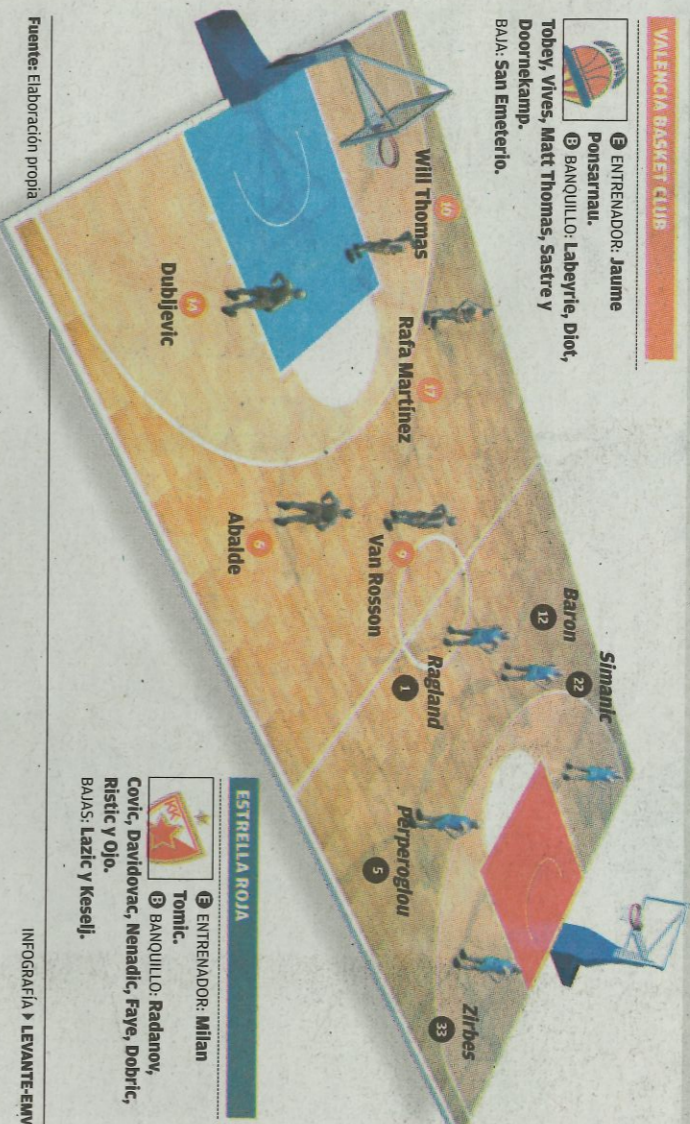 VALENCIA BASKET CLUB
E ENTRENADOR: Jaume
Ponsarnau.
B BANQUILLO: Labeyrie, Diot,
Tobey, Vives, Matt Thomas, Sastre y
Doornekamp.
BAJA: San Emeterio.
10
Will Thomas
17
Rafa Martínez
14
Dubljevic
9
Van Rosson
6
Abalde
Baron
12
Simanic
22
Ragland
1
Perperoglou
5
Zirbes
33
ESTRELLA ROJA
KK
E ENTRENADOR: Milan
Tomic.
B BANQUILLO: Radanov,
Covic, Davidovac, Nenadic, Faye, Dobric,
Ristic y Ojo.
BAJAS: Lazic y Keselj.
Fuente: Elaboración propia
INFOGRAFÍA ▶ LEVANTE-EMV